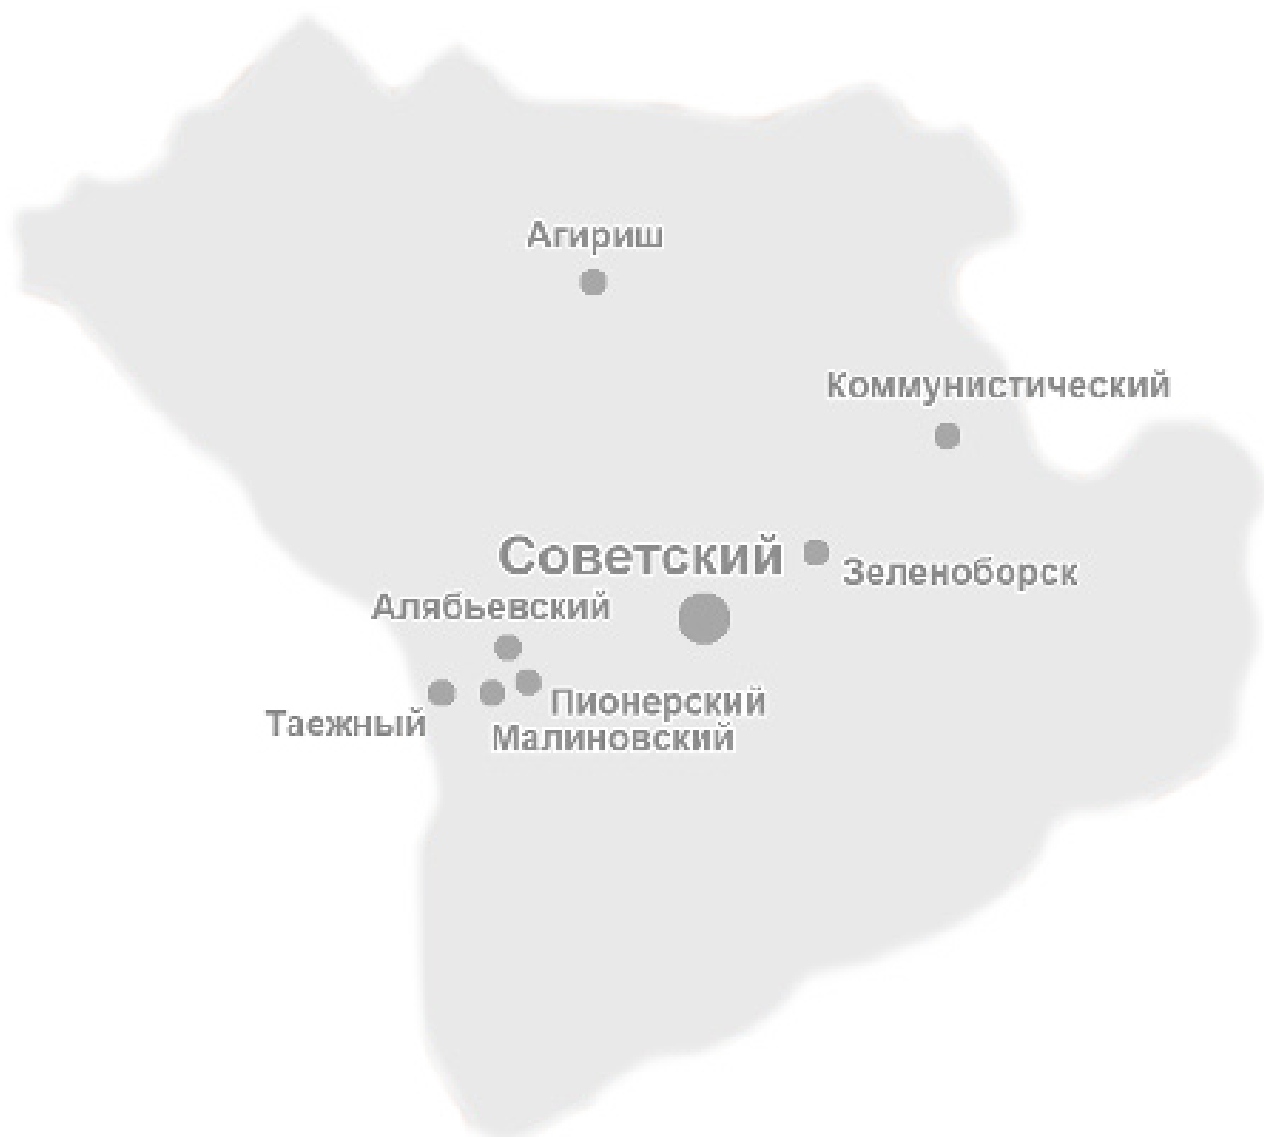 Агириш
Коммунистический
Советский
Зеленоборск
Алябьевский
Пионерский
Таежный
Малиновский